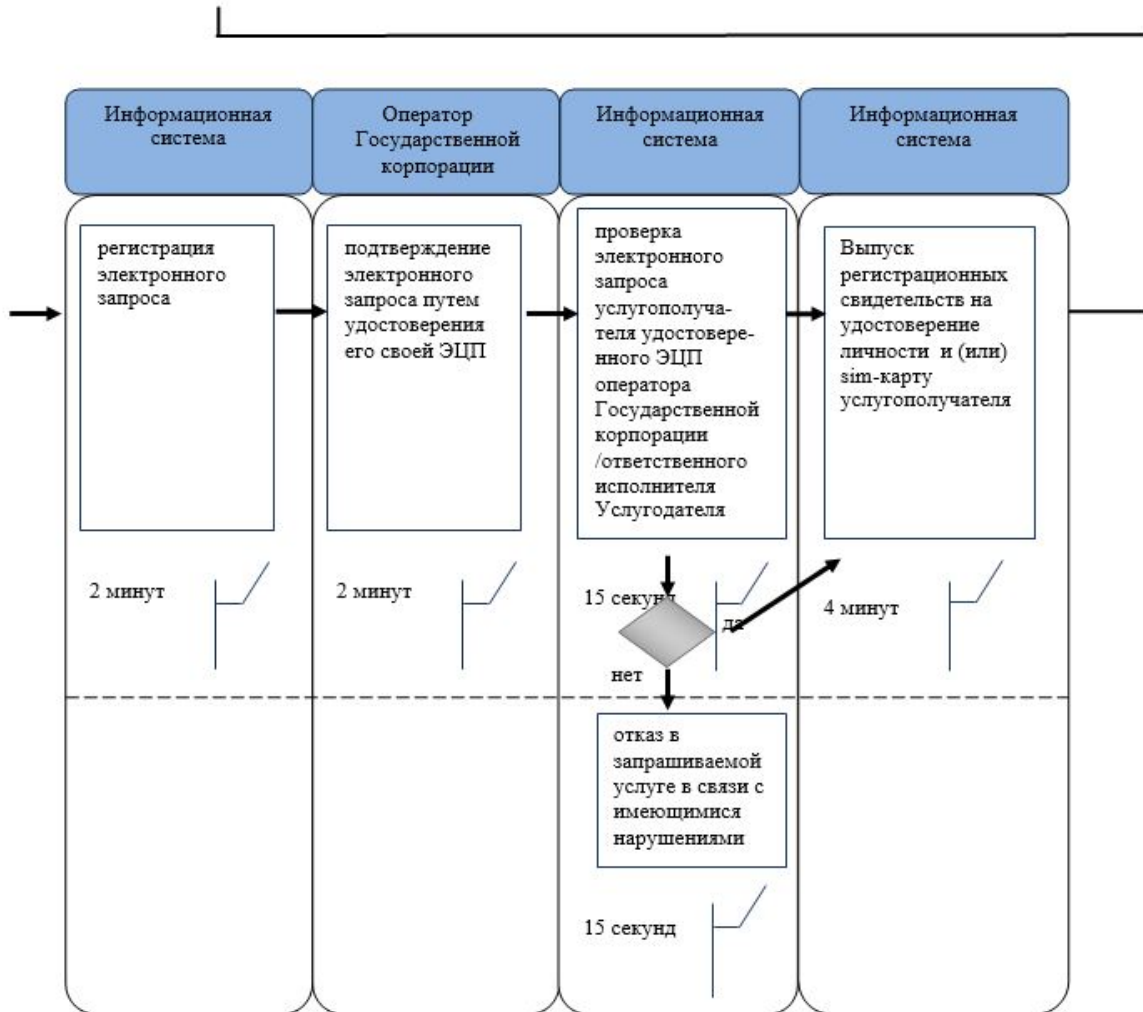 Информационная
система
Оператор
Государственной
корпорации
Информационная
система
Информационная
система
регистрация
электронного
запроса
подтверждение
электронного
запроса путем
удостоверения
его своей ЭЦП
проверка
электронного
запроса
услугополуча-
теля удостовере-
нного ЭЦП
оператора
Государственной
корпорации
/ответственного
исполнителя
Услугодателя
Выпуск
регистрационных
свидетельств на
удостоверение
личности и (или)
sim-карту
услугополучателя
2 минут
2 минут
15 секунд
да
4 минут
нет
отказ в
запрашиваемой
услуге в связи с
имеющимися
нарушениями
15 секунд